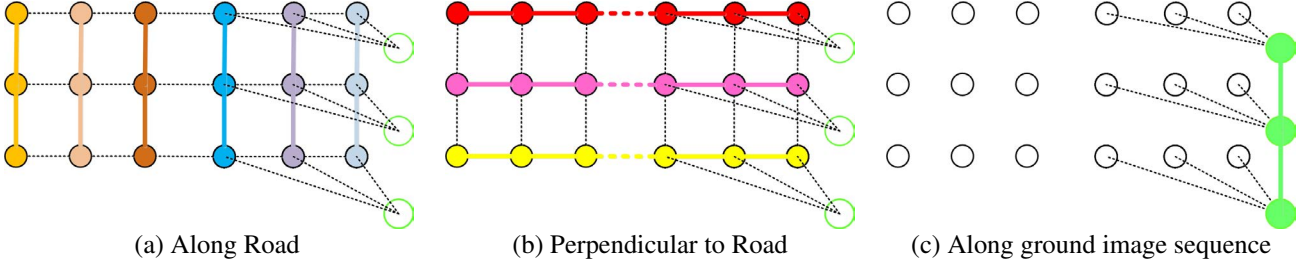 (a) Along Road
(b) Perpendicular to Road
(c) Along ground image sequence